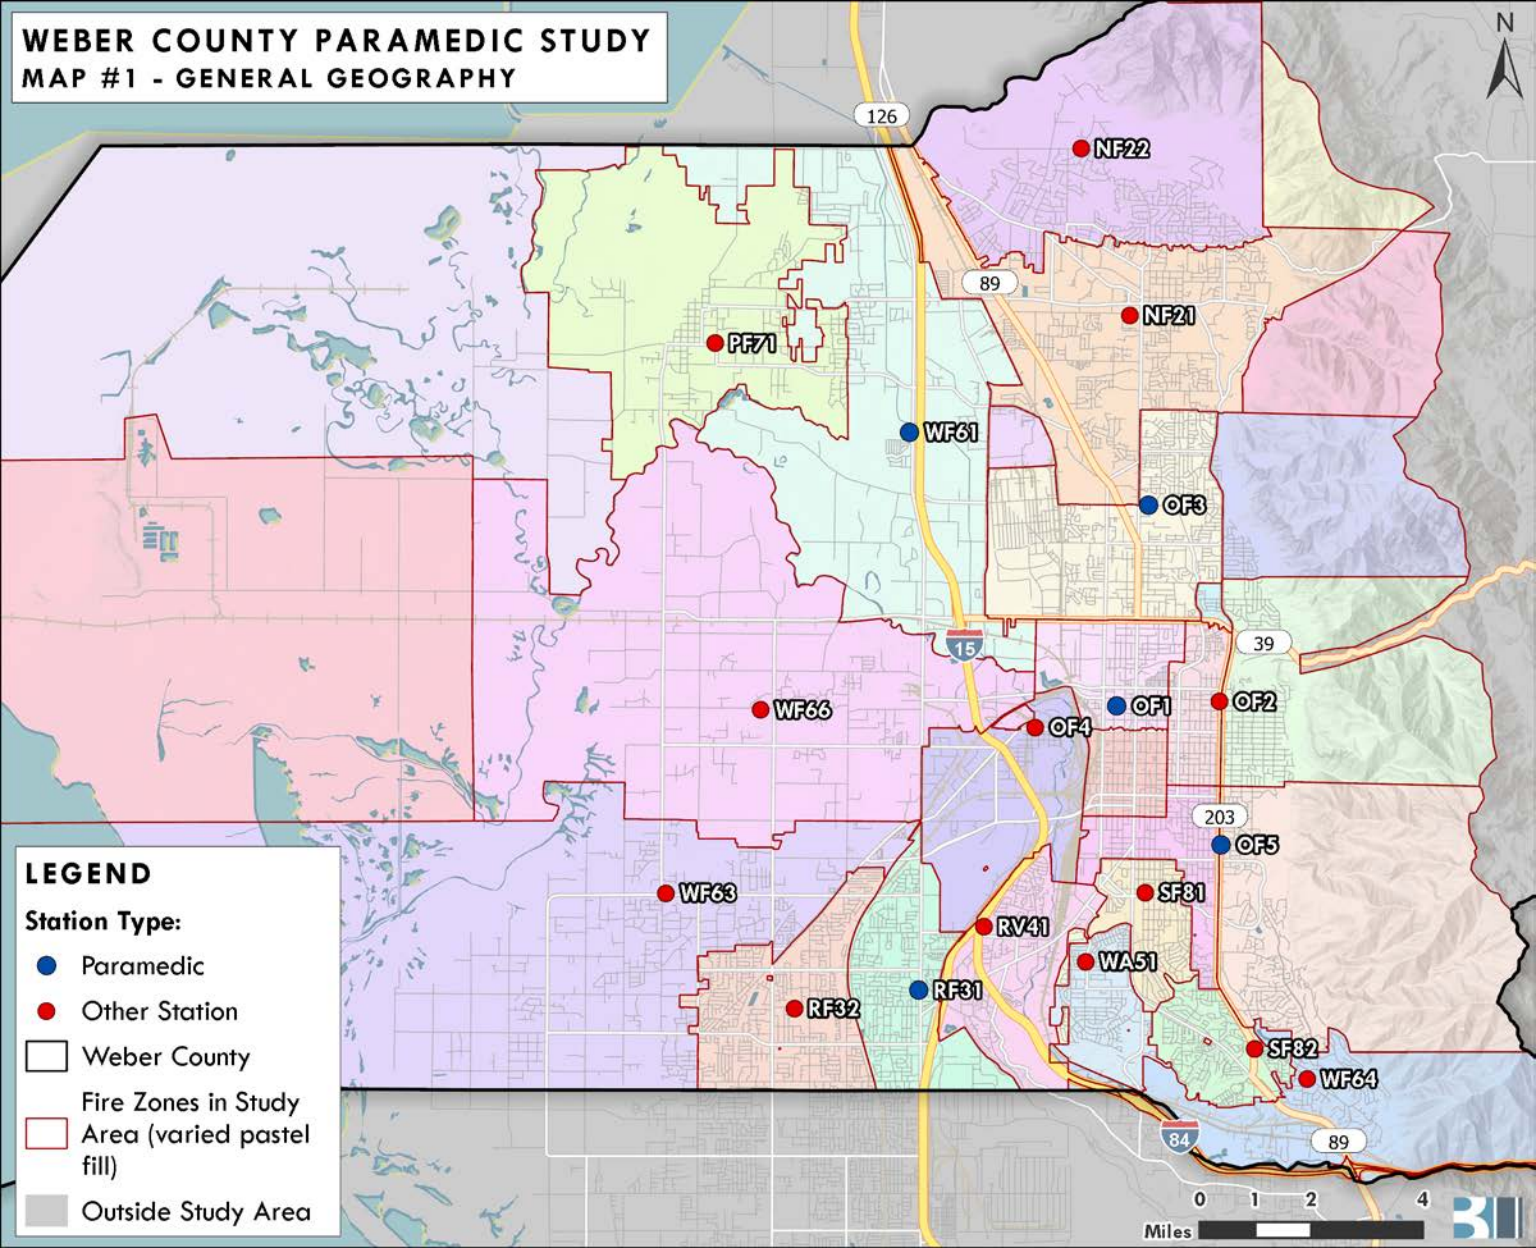 WEBER COUNTY PARAMEDIC STUDY
MAP #1 - GENERAL GEOGRAPHY
N
126
NF22
89
NF21
PF71
WF61
OF3
15
39
WF66
OF1
OF2
OF4
203
OF5
WF63
SF81
RV41
WA51
RF31
RF32
SF82
WF64
84
89
LEGEND
Station Type:
Paramedic
Other Station
Weber County
Fire Zones in Study
Area (varied pastel
fill)
Outside Study Area
0 1 2 4
Miles